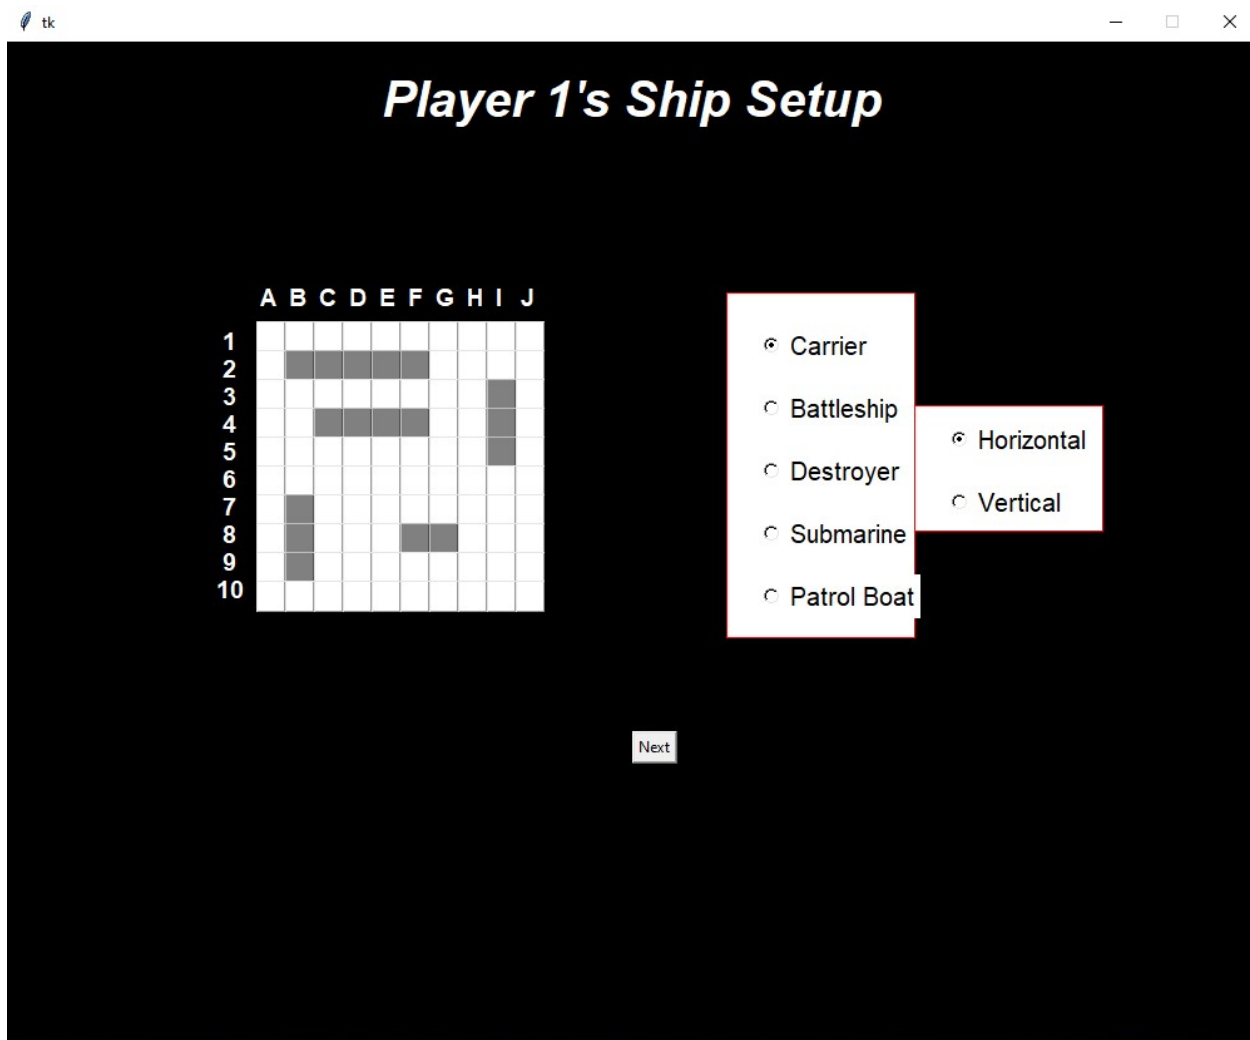 tk
Player 1's Ship Setup
A B C D E F G H I J
1
2
3
4
5
6
7
8
9
10
Carrier
Battleship
Destroyer
Submarine
Patrol Boat
Horizontal
Vertical
Next